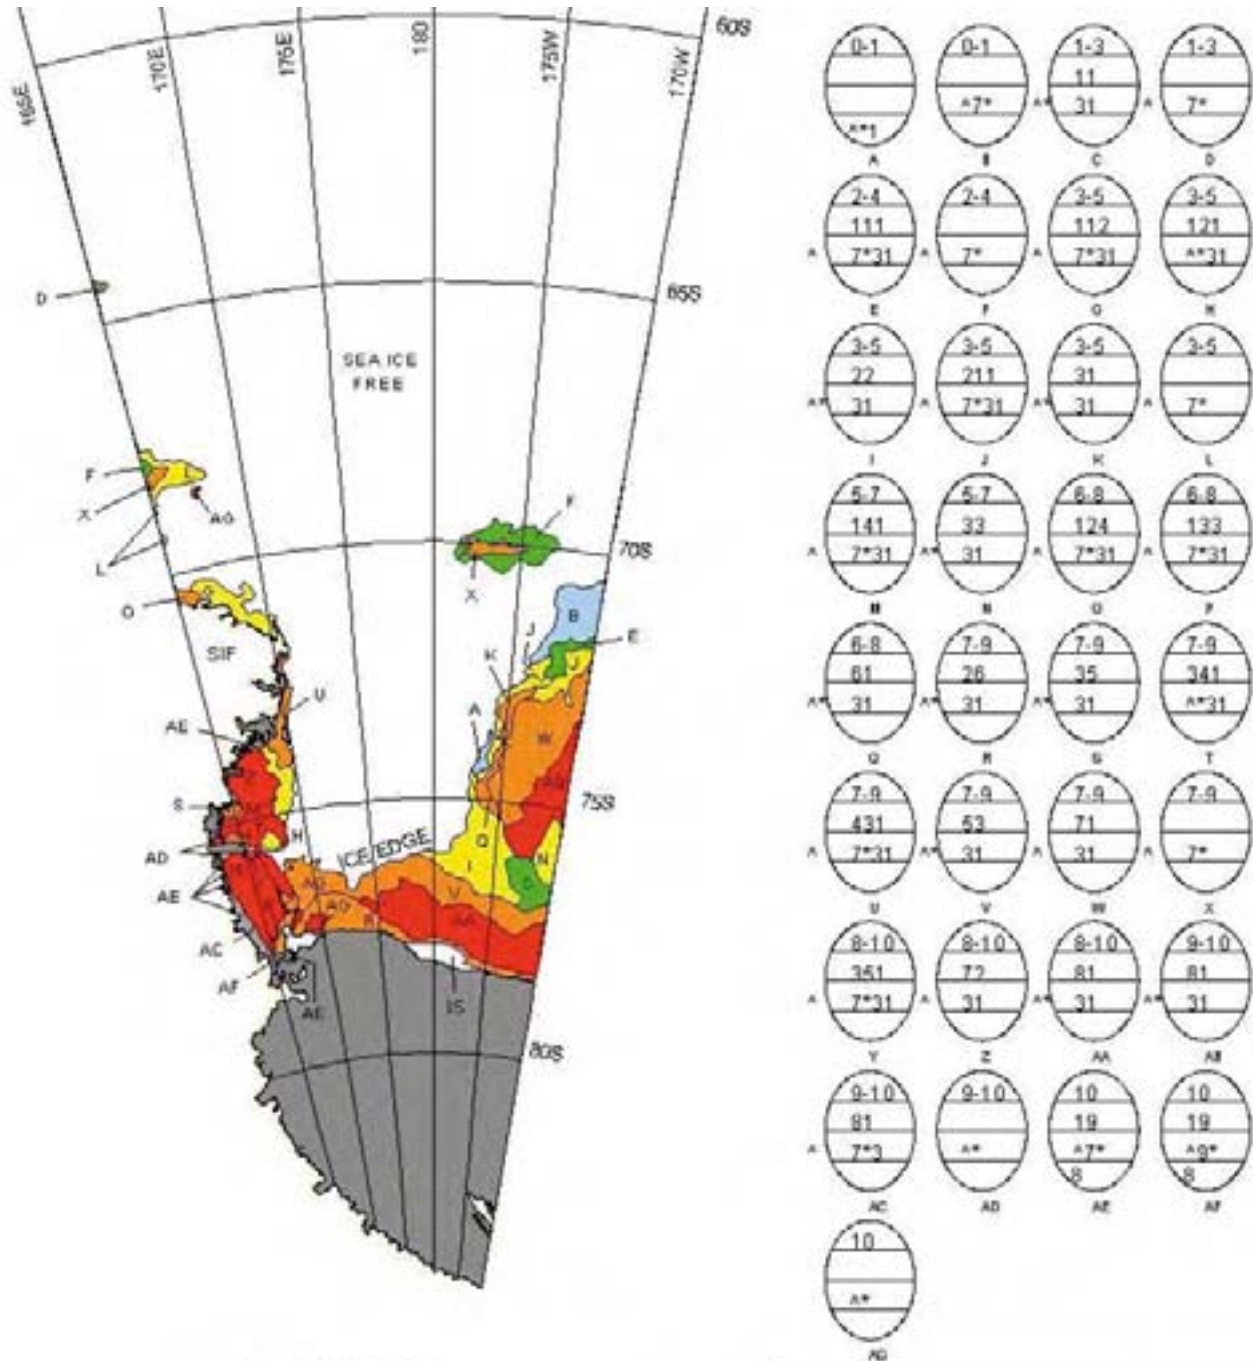 165E
170E
175E
180
175W
170W
60S
65S
70S
75S
80S
SEA ICE
FREE
D
F
X
AG
L
O
SIF
U
AE
S
H
AD
AE
AC
AF
AE
F
X
B
E
J
J
K
A
W
AB
Q
N
I
G
V
AA
R
AG
AD
ICE EDGE
IS
0-1
A*1
A
0-1
^7*
B
1-3
11
A* 31
C
1-3
A 7*
D
2-4
111
A 7*31
E
2-4
A 7*
F
3-5
112
A 7*31
G
3-5
121
^*31
H
3-5
22
A* 31
I
3-5
211
A 7*31
J
3-5
31
A* 31
K
3-5
A 7*
L
5-7
141
A 7*31
M
5-7
33
A* 31
N
6-8
124
A 7*31
O
6-8
133
A 7*31
P
6-8
61
A* 31
Q
7-9
26
A* 31
R
7-9
35
A* 31
S
7-9
341
^*31
T
7-9
431
A 7*31
U
7-9
53
A* 31
V
7-9
71
A 31
W
7-9
A 7*
X
8-10
351
A 7*31
Y
8-10
72
A 31
Z
8-10
81
A* 31
AA
9-10
81
A* 31
AB
9-10
81
A 7*3
AC
9-10
^*
AD
10
19
^7*
8
AE
10
19
^9*
8
AF
10
^*
AG